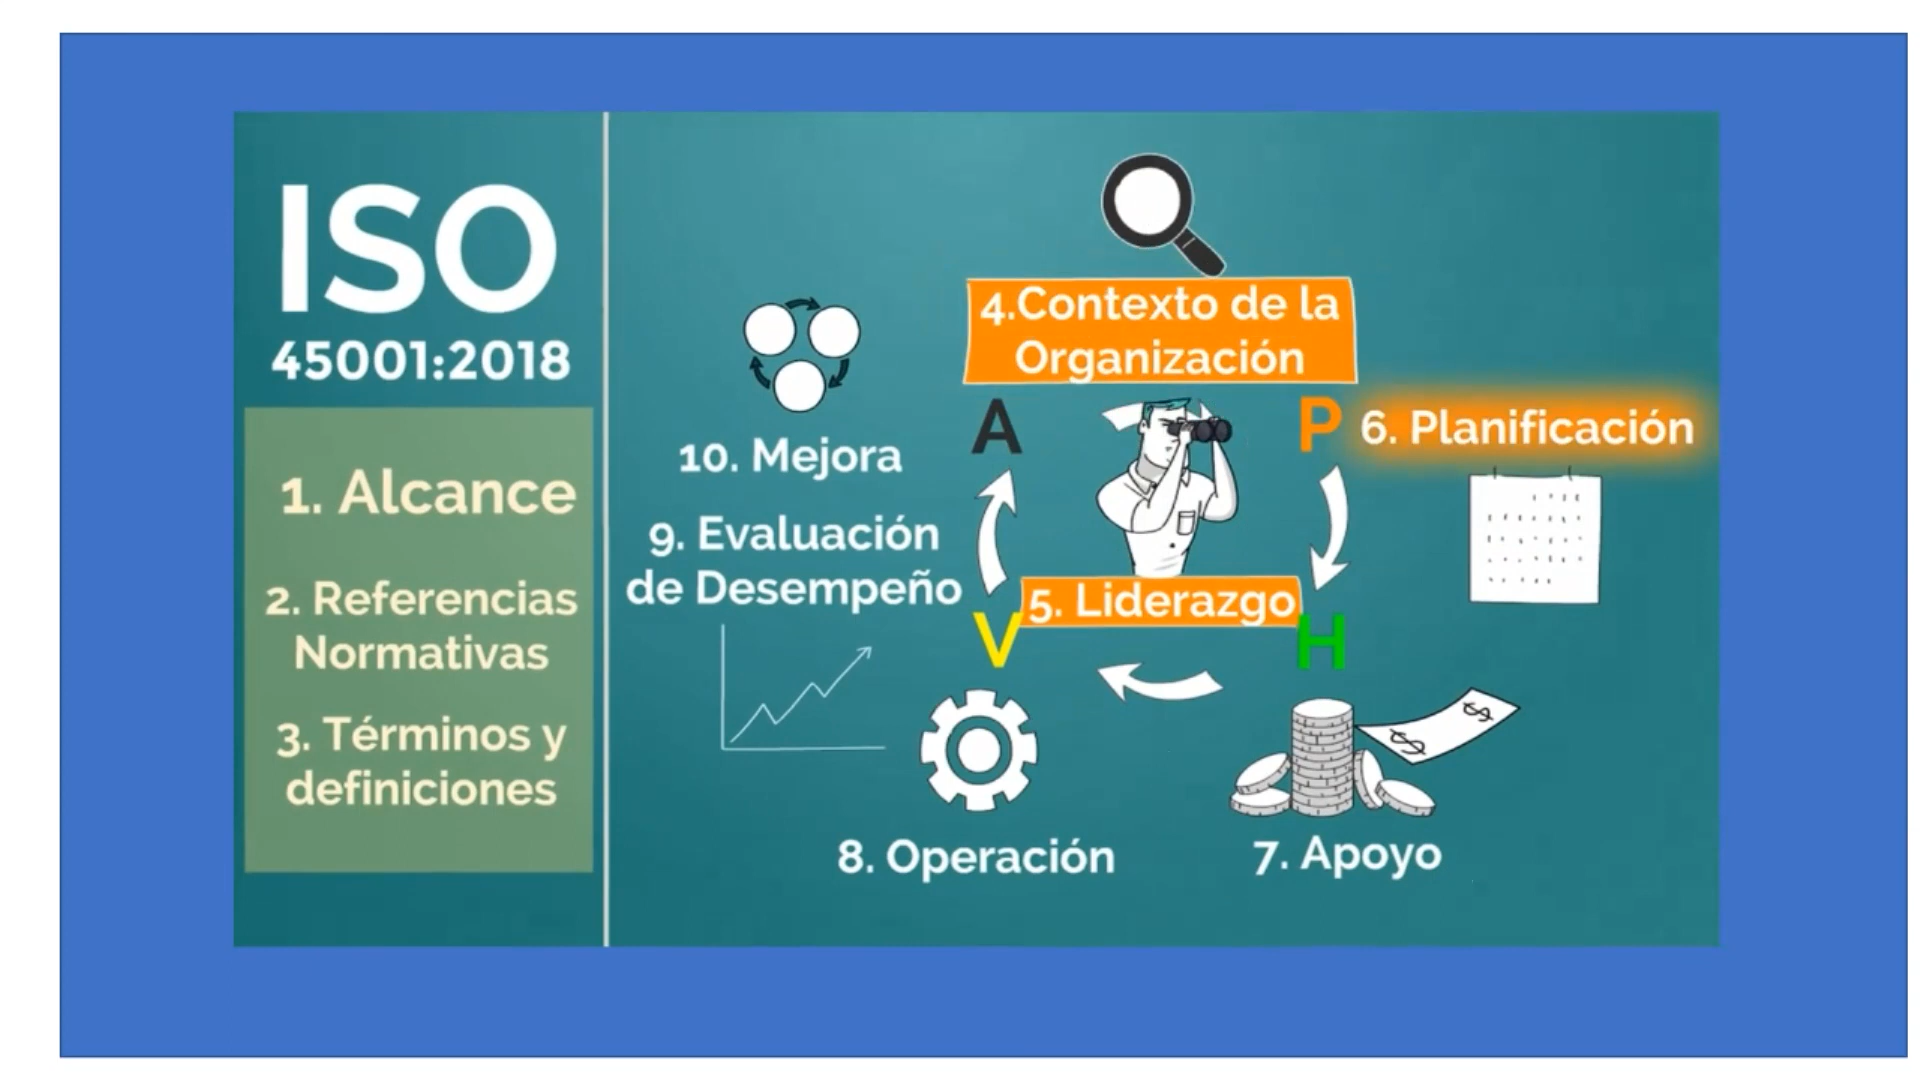 ISO
45001:2018
1. Alcance
2. Referencias
Normativas
3. Términos y
definiciones
4.Contexto de la
Organización
A
P
6. Planificación
10. Mejora
9. Evaluación
de Desempeño
5. Liderazgo
V
H
$
$
8. Operación
7. Apoyo